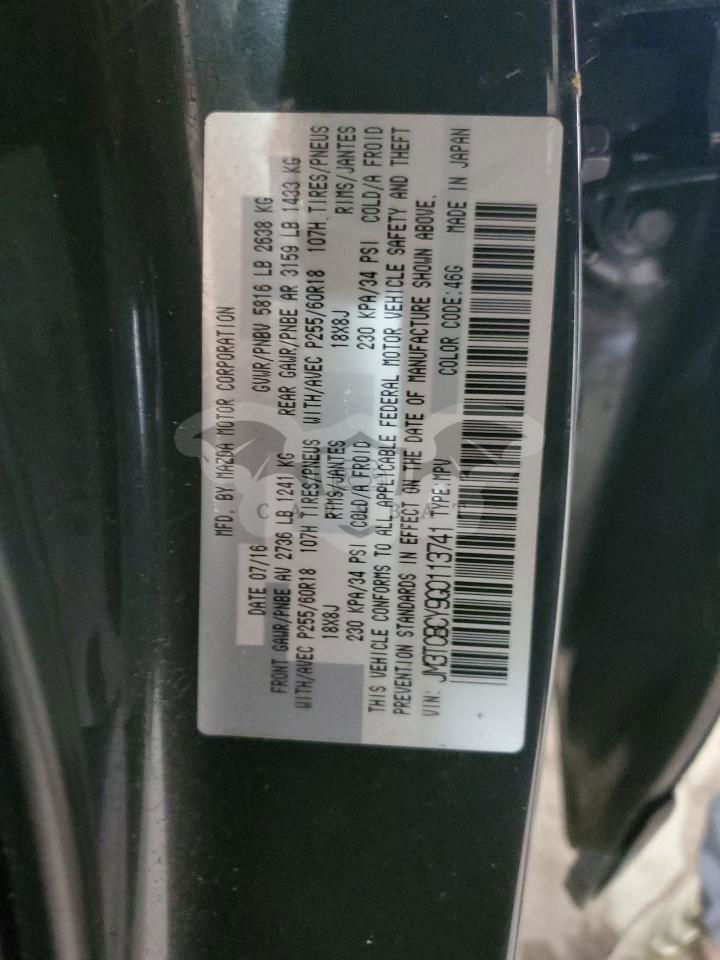 MFD. BY MAZDA MOTOR CORPORATION
DATE 07/16 GVWR/PNBV 5816 LB 2638 KG
FRONT GAWR/PNBE AV 2736 LB 1241 KG REAR GAWR/PNBE AR 3159 LB 1433 KG
WITH/AVEC P255/60R18 107H TIRES/PNEUS WITH/AVEC P255/60R18 107H TIRES/PNEUS
18X8J RIMS/JANTES 18X8J RIMS/JANTES
230 KPA/34 PSI COLD/A FROID 230 KPA/34 PSI COLD/A FROID
THIS VEHICLE CONFORMS TO ALL APPLICABLE FEDERAL MOTOR VEHICLE SAFETY AND THEFT
PREVENTION STANDARDS IN EFFECT ON THE DATE OF MANUFACTURE SHOWN ABOVE.
VIN: JM3TCBCY9G0113741 TYPE:MPV COLOR CODE:46G MADE IN JAPAN